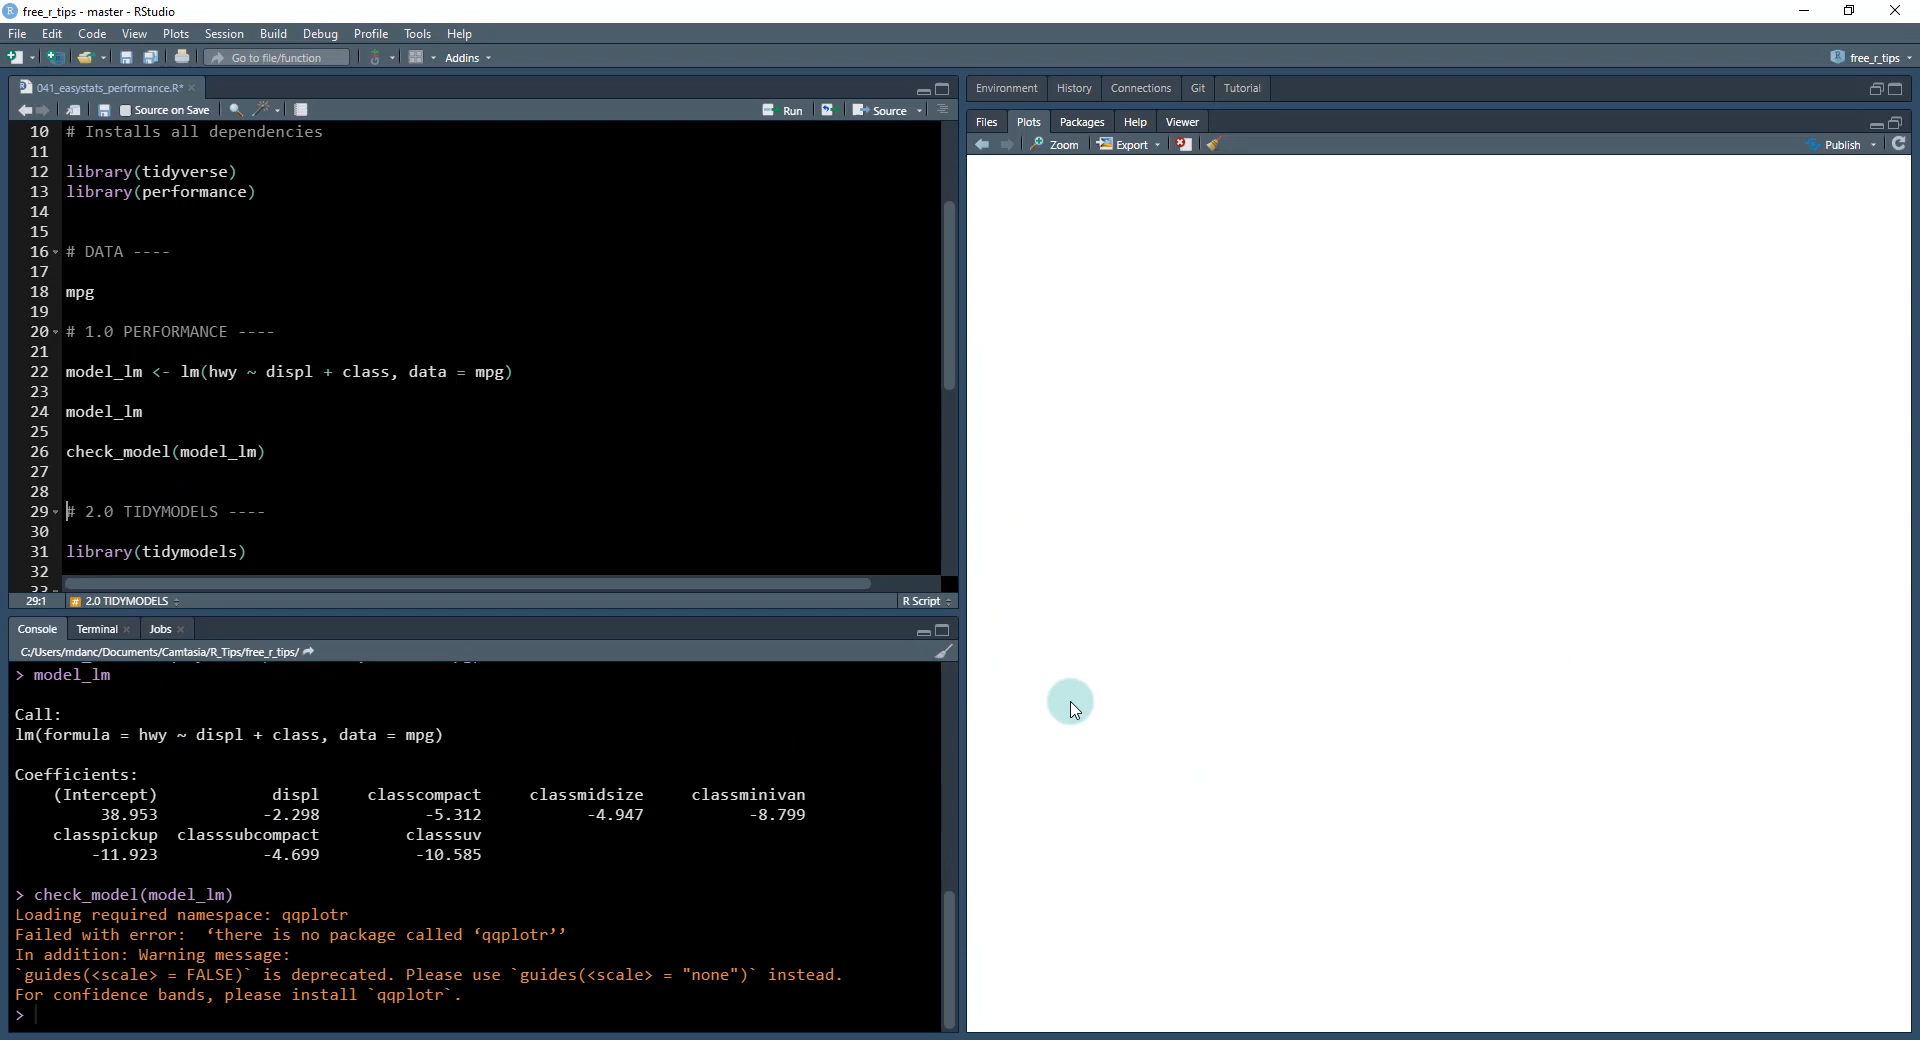 free_r_tips - master - RStudio
File Edit Code View Plots Session Build Debug Profile Tools Help
Go to file/function Addins free_r_tips
041_easystats_performance.R*
Source on Save Run Source
10 # Installs all dependencies
11
12 library(tidyverse)
13 library(performance)
14
15
16 # DATA ----
17
18 mpg
19
20 # 1.0 PERFORMANCE ----
21
22 model_lm <- lm(hwy ~ displ + class, data = mpg)
23
24 model_lm
25
26 check_model(model_lm)
27
28
29 # 2.0 TIDYMODELS ----
30
31 library(tidymodels)
32
33
29:1 # 2.0 TIDYMODELS R Script
Console Terminal Jobs
C:/Users/mdanc/Documents/Camtasia/R_Tips/free_r_tips/
> model_lm
Call:
lm(formula = hwy ~ displ + class, data = mpg)
Coefficients:
(Intercept) displ classcompact classmidsize classminivan
38.953 -2.298 -5.312 -4.947 -8.799
classpickup classsubcompact classsuv
-11.923 -4.699 -10.585
> check_model(model_lm)
Loading required namespace: qqplotr
Failed with error:  ‘there is no package called ‘qqplotr’’
In addition: Warning message:
`guides(<scale> = FALSE)` is deprecated. Please use `guides(<scale> = "none")` instead.
For confidence bands, please install `qqplotr`.
>
Environment History Connections Git Tutorial
Files Plots Packages Help Viewer
Zoom Export Publish